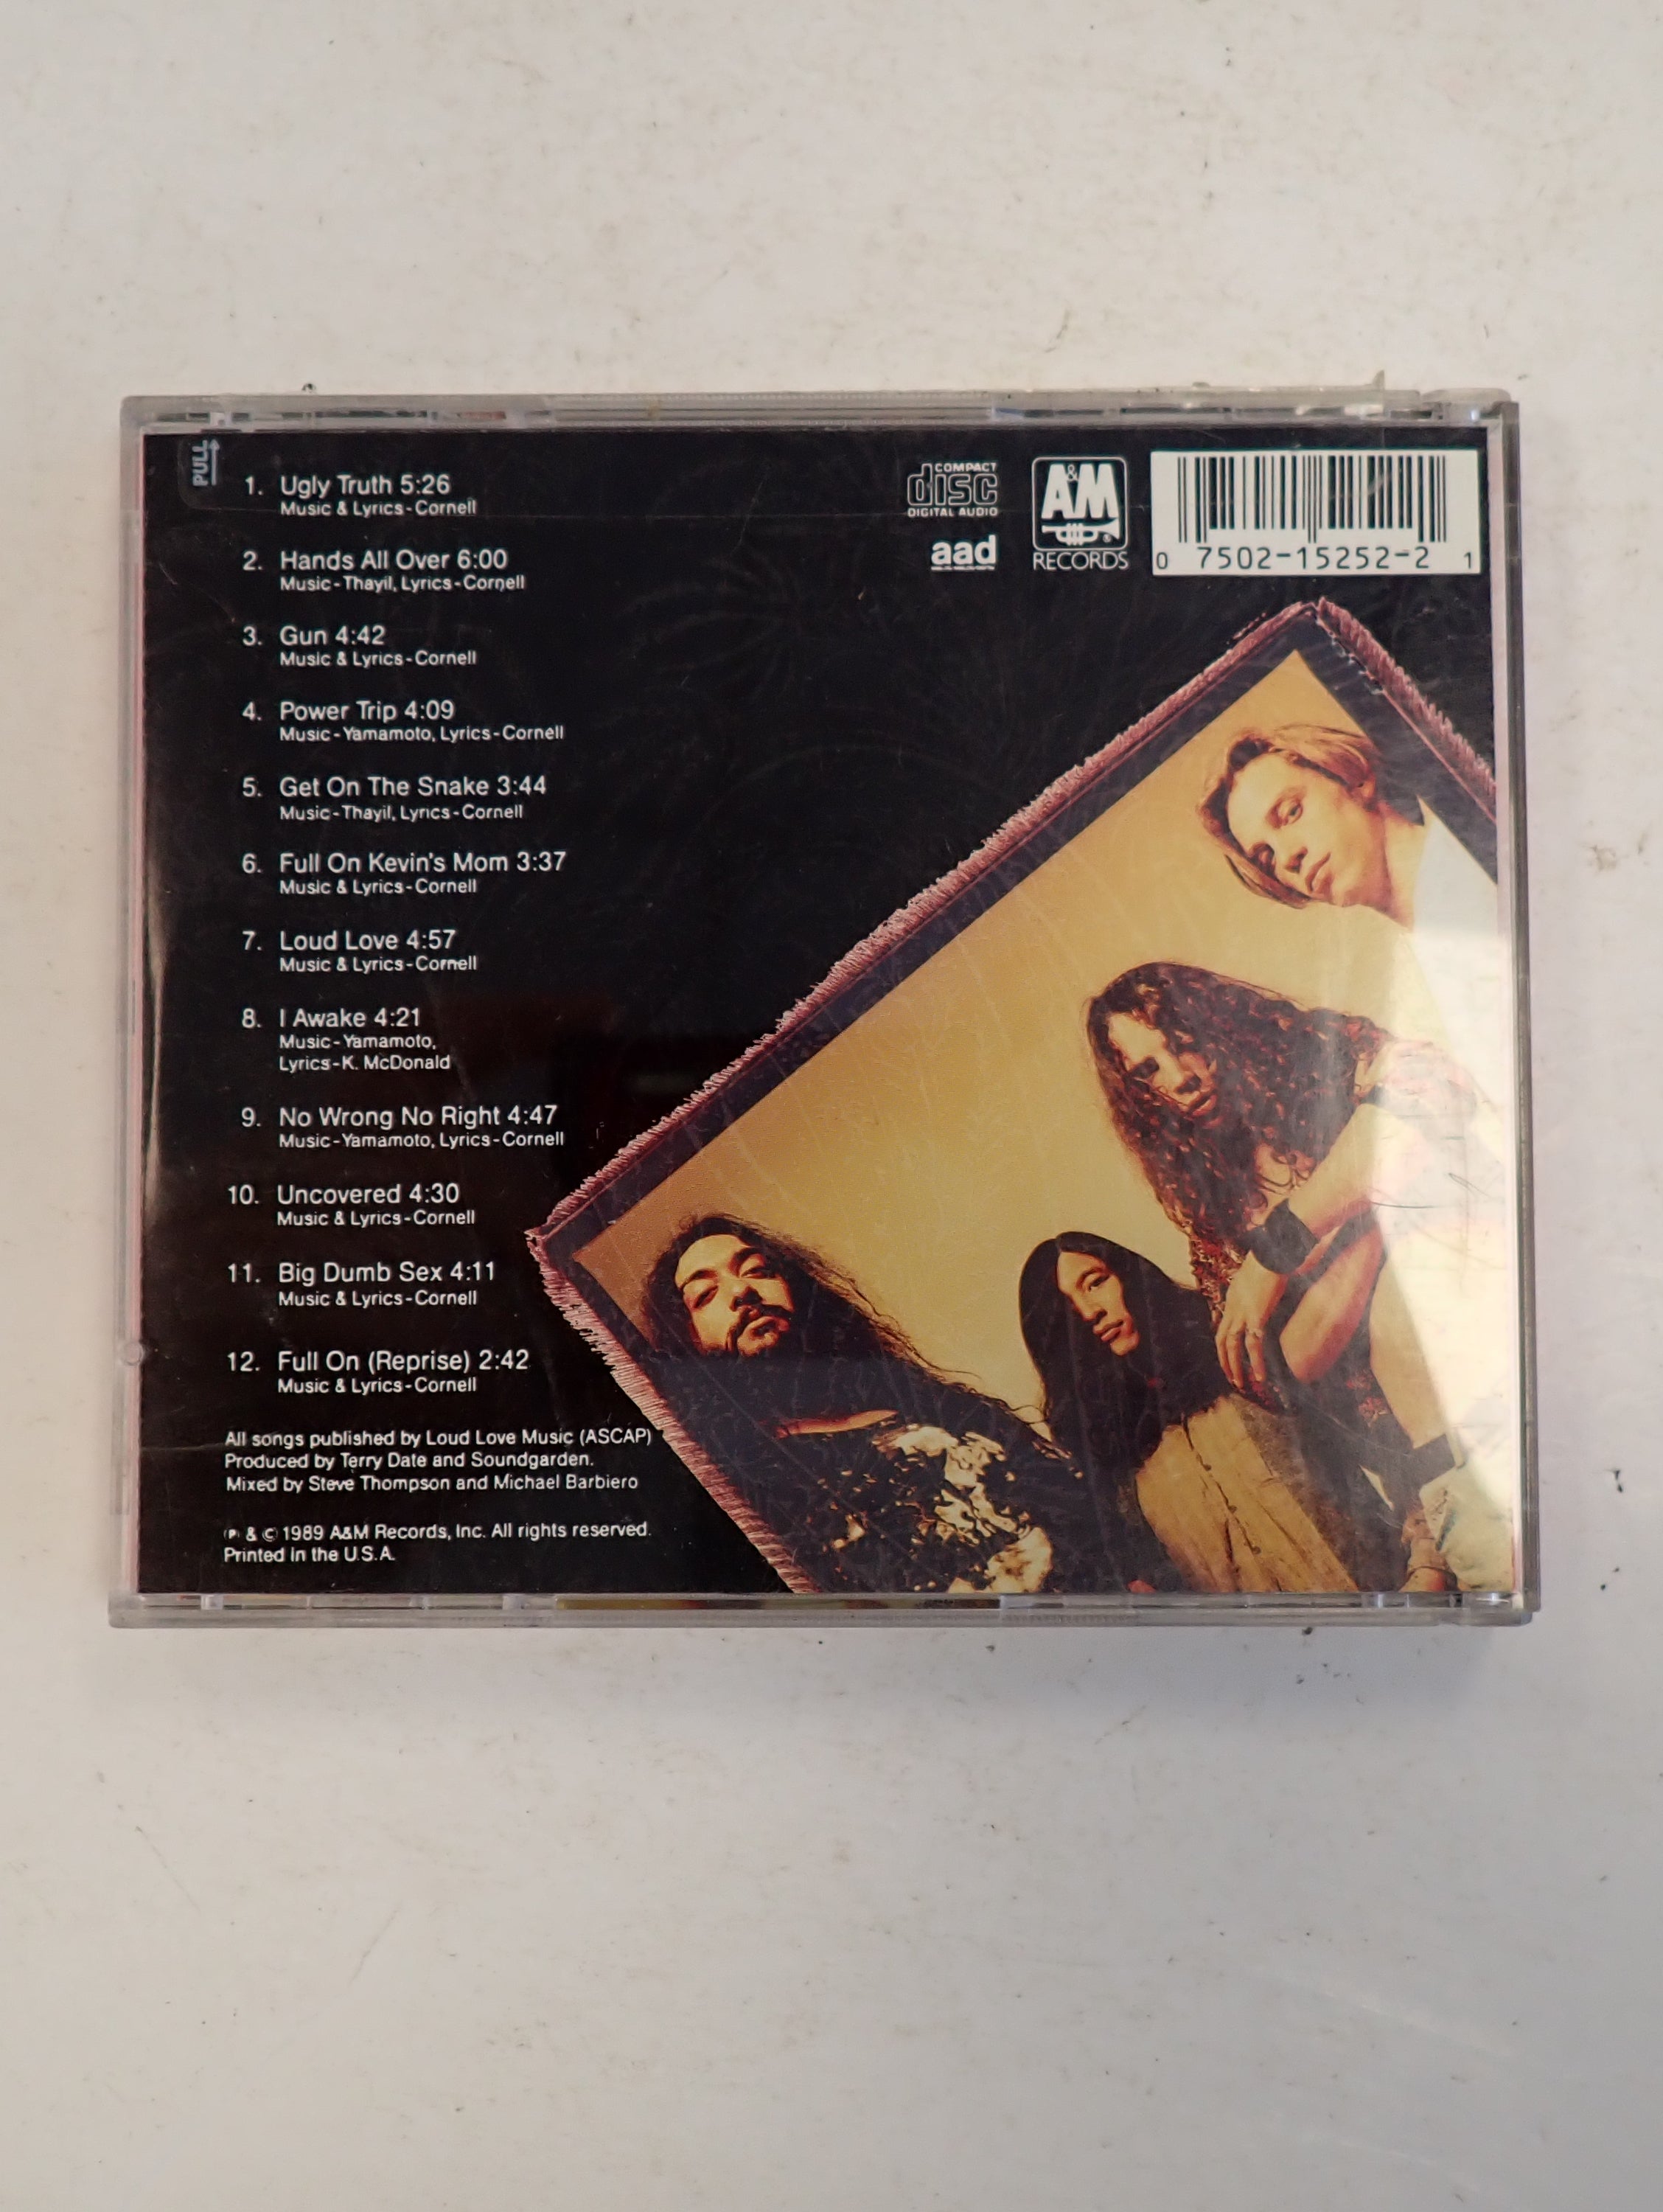 PULL
1. Ugly Truth 5:26
Music & Lyrics-Cornell
2. Hands All Over 6:00
Music-Thayil, Lyrics-Cornell
3. Gun 4:42
Music & Lyrics-Cornell
4. Power Trip 4:09
Music-Yamamoto, Lyrics-Cornell
5. Get On The Snake 3:44
Music-Thayil, Lyrics-Cornell
6. Full On Kevin's Mom 3:37
Music & Lyrics-Cornell
7. Loud Love 4:57
Music & Lyrics-Cornell
8. I Awake 4:21
Music-Yamamoto,
Lyrics-K. McDonald
9. No Wrong No Right 4:47
Music-Yamamoto, Lyrics-Cornell
10. Uncovered 4:30
Music & Lyrics-Cornell
11. Big Dumb Sex 4:11
Music & Lyrics-Cornell
12. Full On (Reprise) 2:42
Music & Lyrics-Cornell
All songs published by Loud Love Music (ASCAP)
Produced by Terry Date and Soundgarden.
Mixed by Steve Thompson and Michael Barbiero
℗ & © 1989 A&M Records, Inc. All rights reserved.
Printed in the U.S.A.
COMPACT
disc
DIGITAL AUDIO
aad
A&M
®
RECORDS
0 7502-15252-2 1